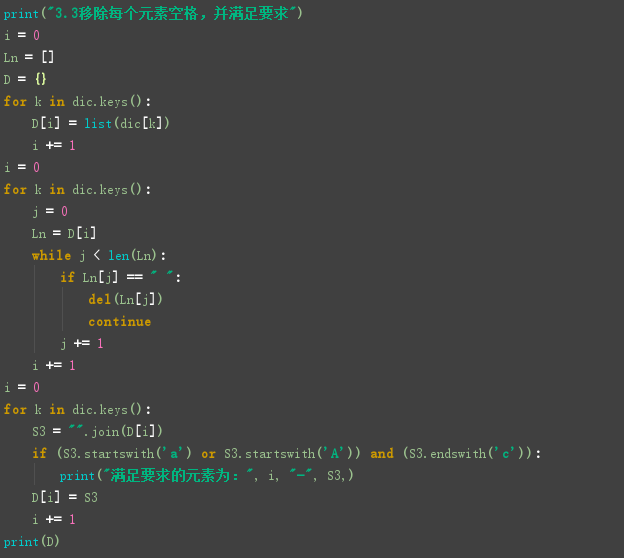 print("3.3移除每个元素空格，并满足要求")
i = 0
Ln = []
D = {}
for k in dic.keys():
    D[i] = list(dic[k])
    i += 1
i = 0
for k in dic.keys():
    j = 0
    Ln = D[i]
    while j < len(Ln):
        if Ln[j] == " ":
            del(Ln[j])
            continue
        j += 1
    i += 1
i = 0
for k in dic.keys():
    S3 = "".join(D[i])
    if (S3.startswith('a') or S3.startswith('A')) and (S3.endswith('c')):
        print("满足要求的元素为：", i, "-", S3,)
    D[i] = S3
    i += 1
print(D)